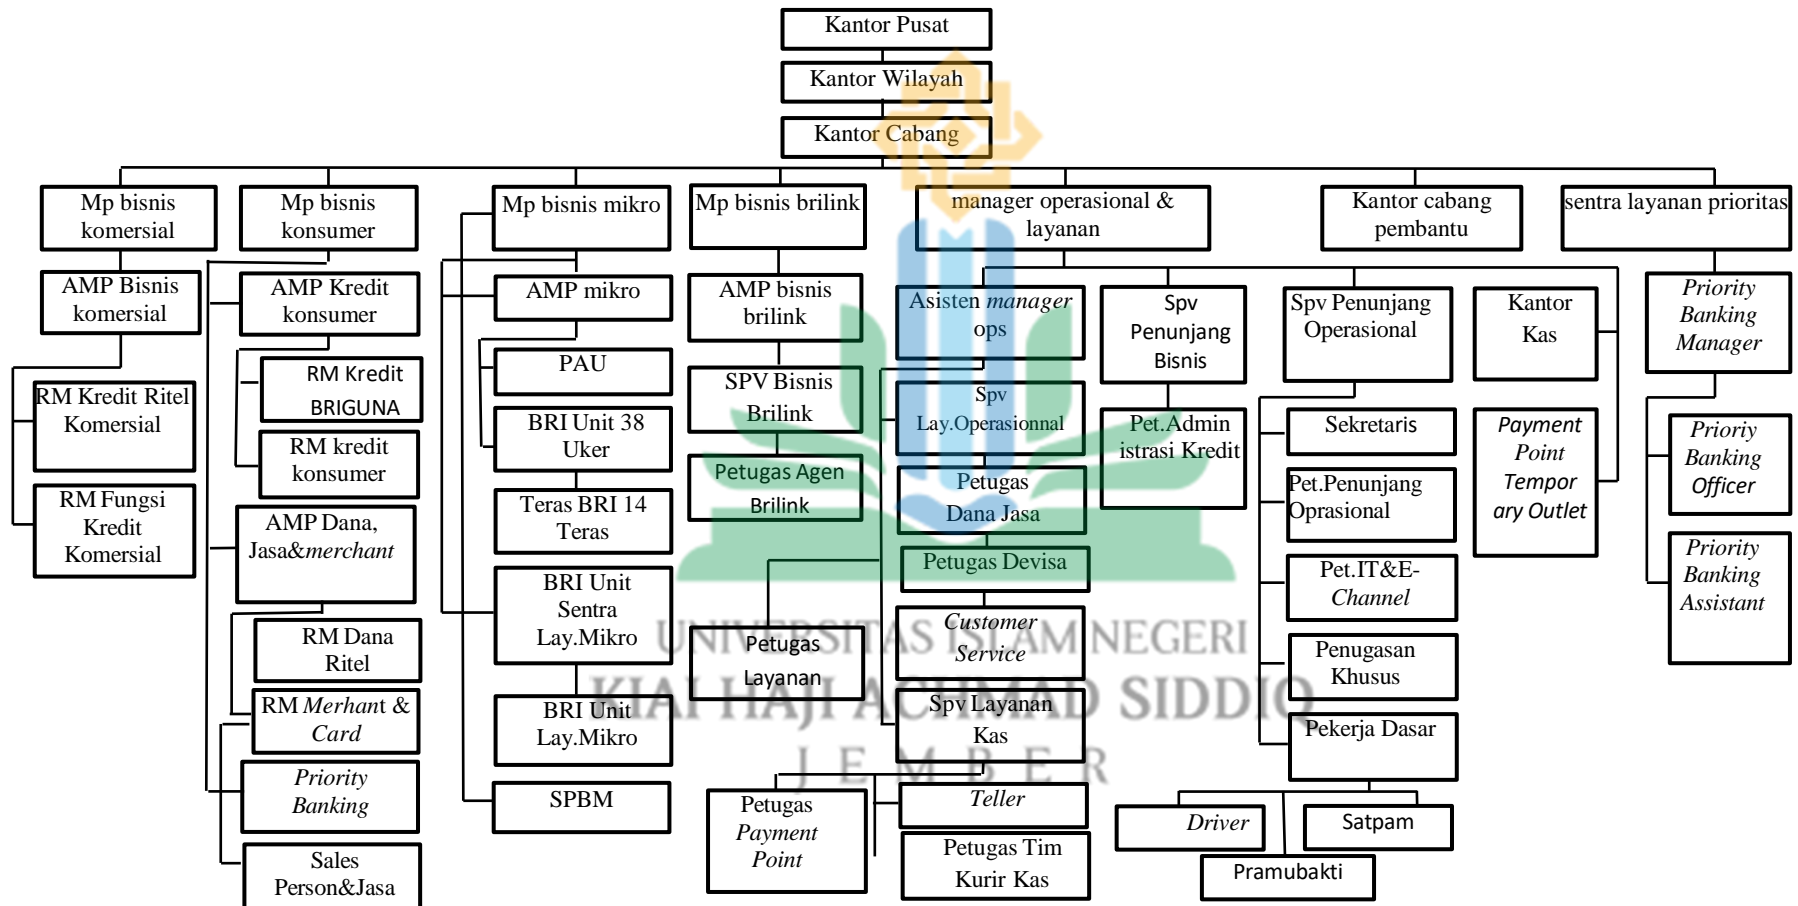 Kantor Pusat
Kantor Wilayah
Kantor Cabang
Mp bisnis
komersial
Mp bisnis
konsumer
Mp bisnis mikro
Mp bisnis brilink
manager operasional &
layanan
Kantor cabang
pembantu
sentra layanan prioritas
AMP Bisnis
komersial
RM Kredit Ritel
Komersial
RM Fungsi
Kredit
Komersial
AMP Kredit
konsumer
RM Kredit
BRIGUNA
RM kredit
konsumer
AMP Dana,
Jasa&merchant
RM Dana
Ritel
RM Merhant &
Card
Priority
Banking
Sales
Person&Jasa
AMP mikro
PAU
BRI Unit 38
Uker
Teras BRI 14
Teras
BRI Unit
Sentra
Lay.Mikro
BRI Unit
Lay.Mikro
SPBM
AMP bisnis
brilink
SPV Bisnis
Brilink
Petugas Agen
Brilink
Asisten manager
ops
Spv
Lay.Operasionnal
Petugas
Dana Jasa
Petugas Devisa
Customer
Service
Petugas
Layanan
Spv Layanan
Kas
Petugas
Payment
Point
Teller
Petugas Tim
Kurir Kas
Spv
Penunjang
Bisnis
Pet.Admin
istrasi Kredit
Spv Penunjang
Operasional
Sekretaris
Pet.Penunjang
Oprasional
Pet.IT&E-
Channel
Penugasan
Khusus
Pekerja Dasar
Driver
Satpam
Pramubakti
Kantor
Kas
Payment
Point
Tempor
ary Outlet
Priority
Banking
Manager
Prioriy
Banking
Officer
Priority
Banking
Assistant
UNIVERSITAS ISLAM NEGERI
KIAI HAJI ACHMAD SIDDIQ
JEMBER